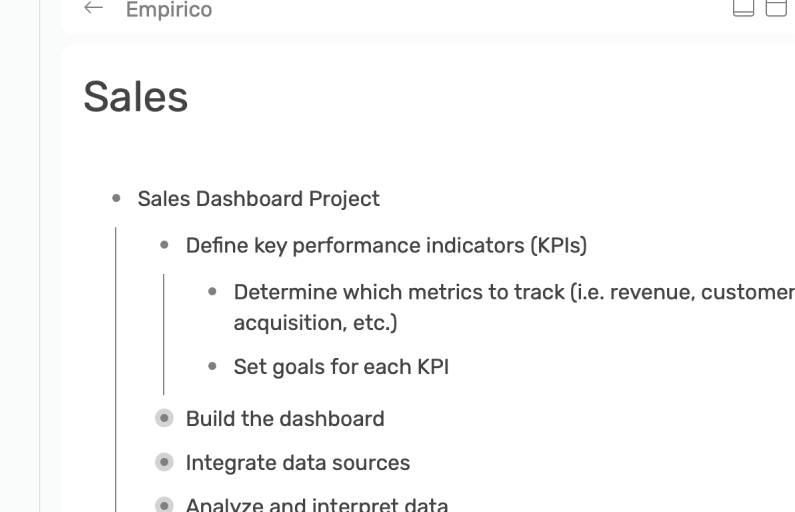 Empirico
Sales
Sales Dashboard Project
Define key performance indicators (KPIs)
Determine which metrics to track (i.e. revenue, customer
acquisition, etc.)
Set goals for each KPI
Build the dashboard
Integrate data sources
Analyze and interpret data